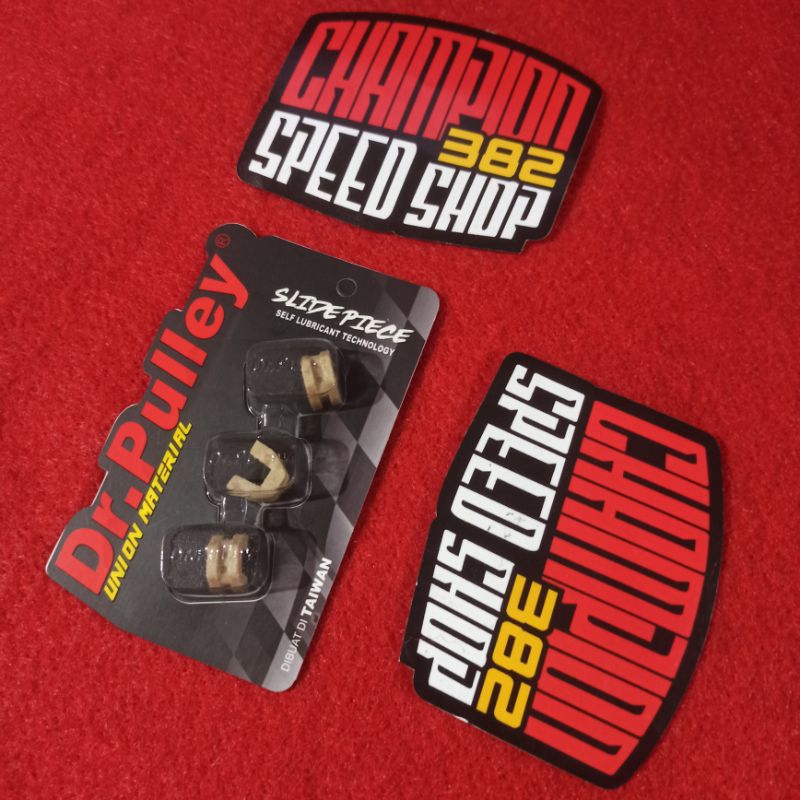 CHAMPION
382
SPEED SHOP
Dr.Pulley®
UNION MATERIAL
SLIDE PIECE
SELF LUBRICANT TECHNOLOGY
DIBUAT DI TAIWAN
CHAMPION
382
SPEED SHOP